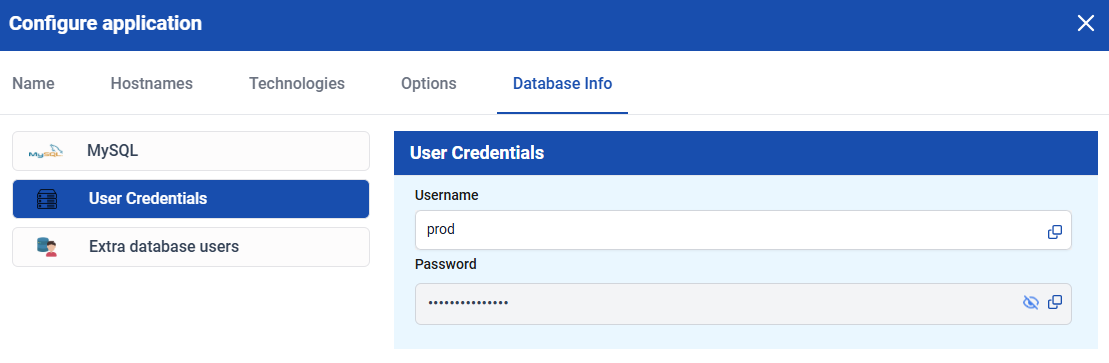 Configure application
Name Hostnames Technologies Options Database Info
MySQL MySQL
User Credentials
Extra database users
User Credentials
Username
prod
Password
•••••••••••••••